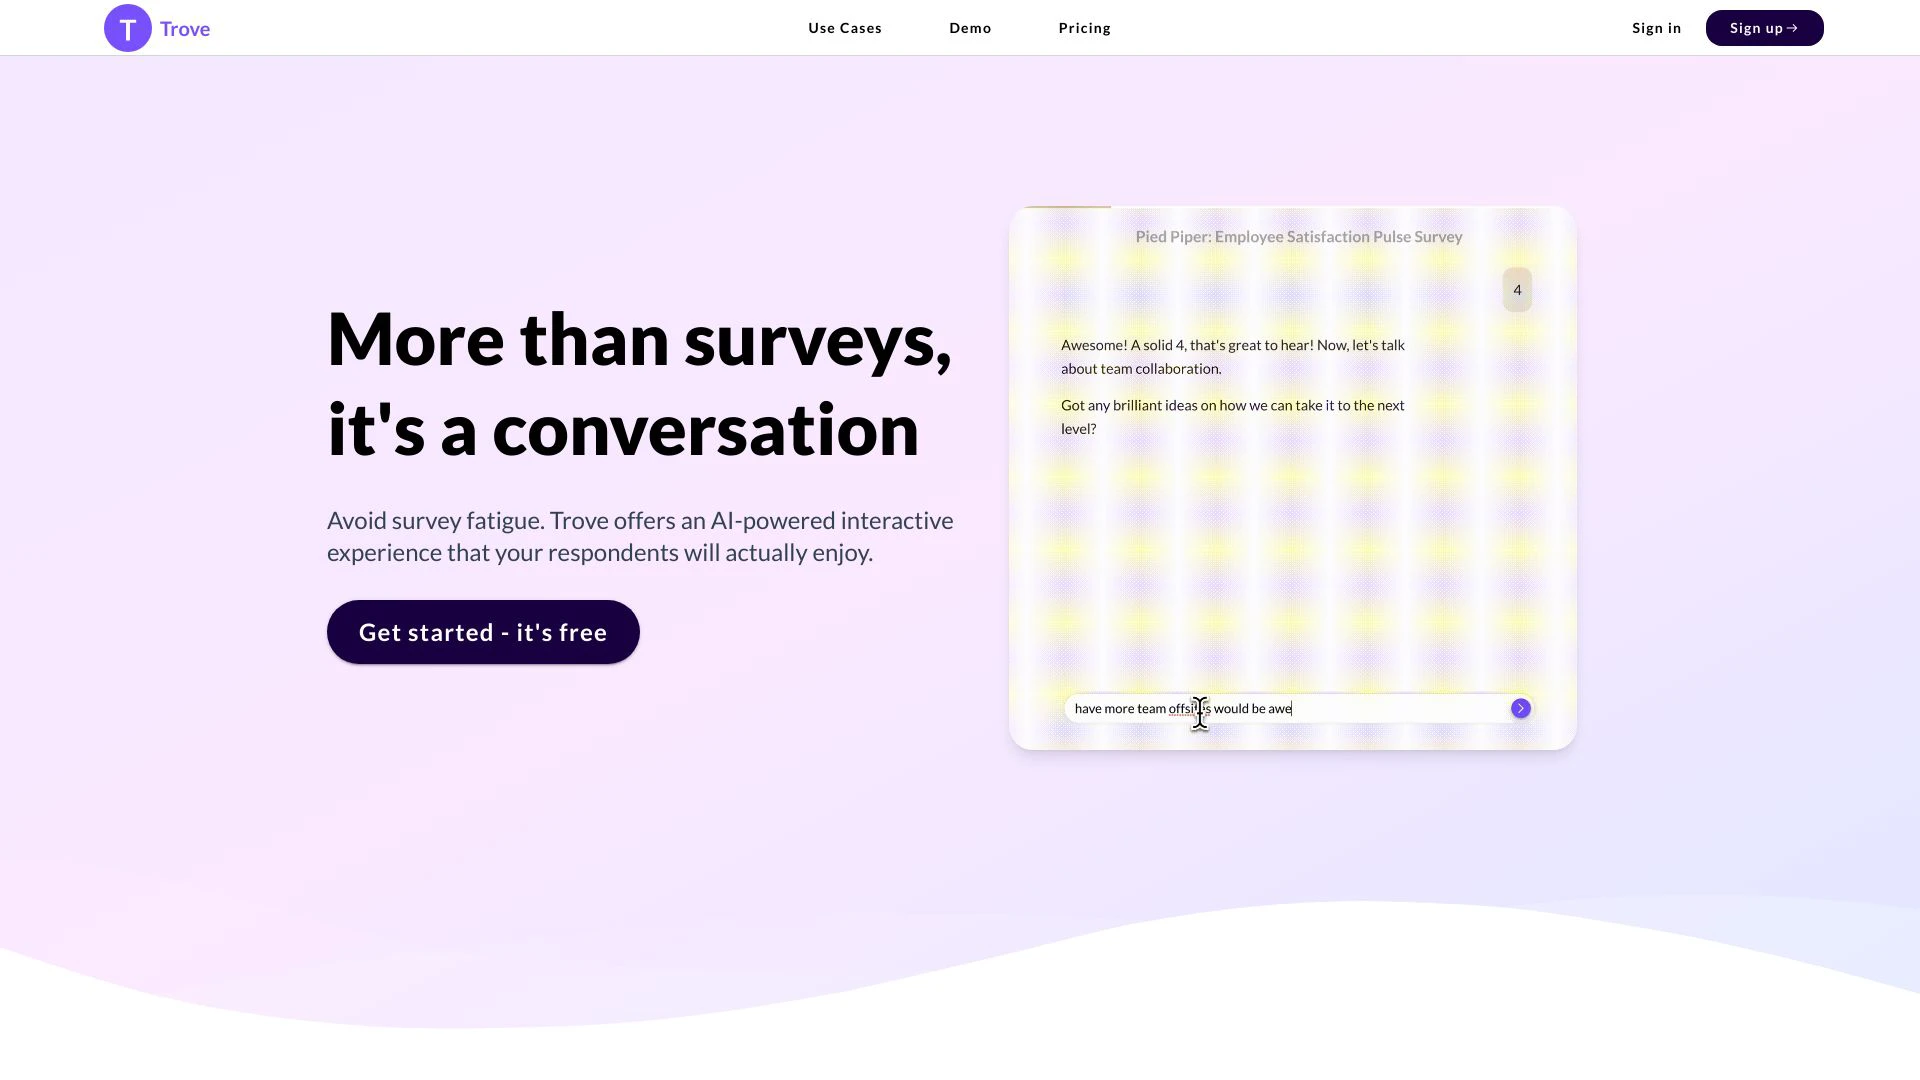 T Trove
Use Cases
Demo
Pricing
Sign in
Sign up→
More than surveys,
it's a conversation
Avoid survey fatigue. Trove offers an AI-powered interactive
experience that your respondents will actually enjoy.
Get started - it's free
Pied Piper: Employee Satisfaction Pulse Survey
4
Awesome! A solid 4, that's great to hear! Now, let's talk
about team collaboration.
Got any brilliant ideas on how we can take it to the next
level?
have more team offsites would be awe